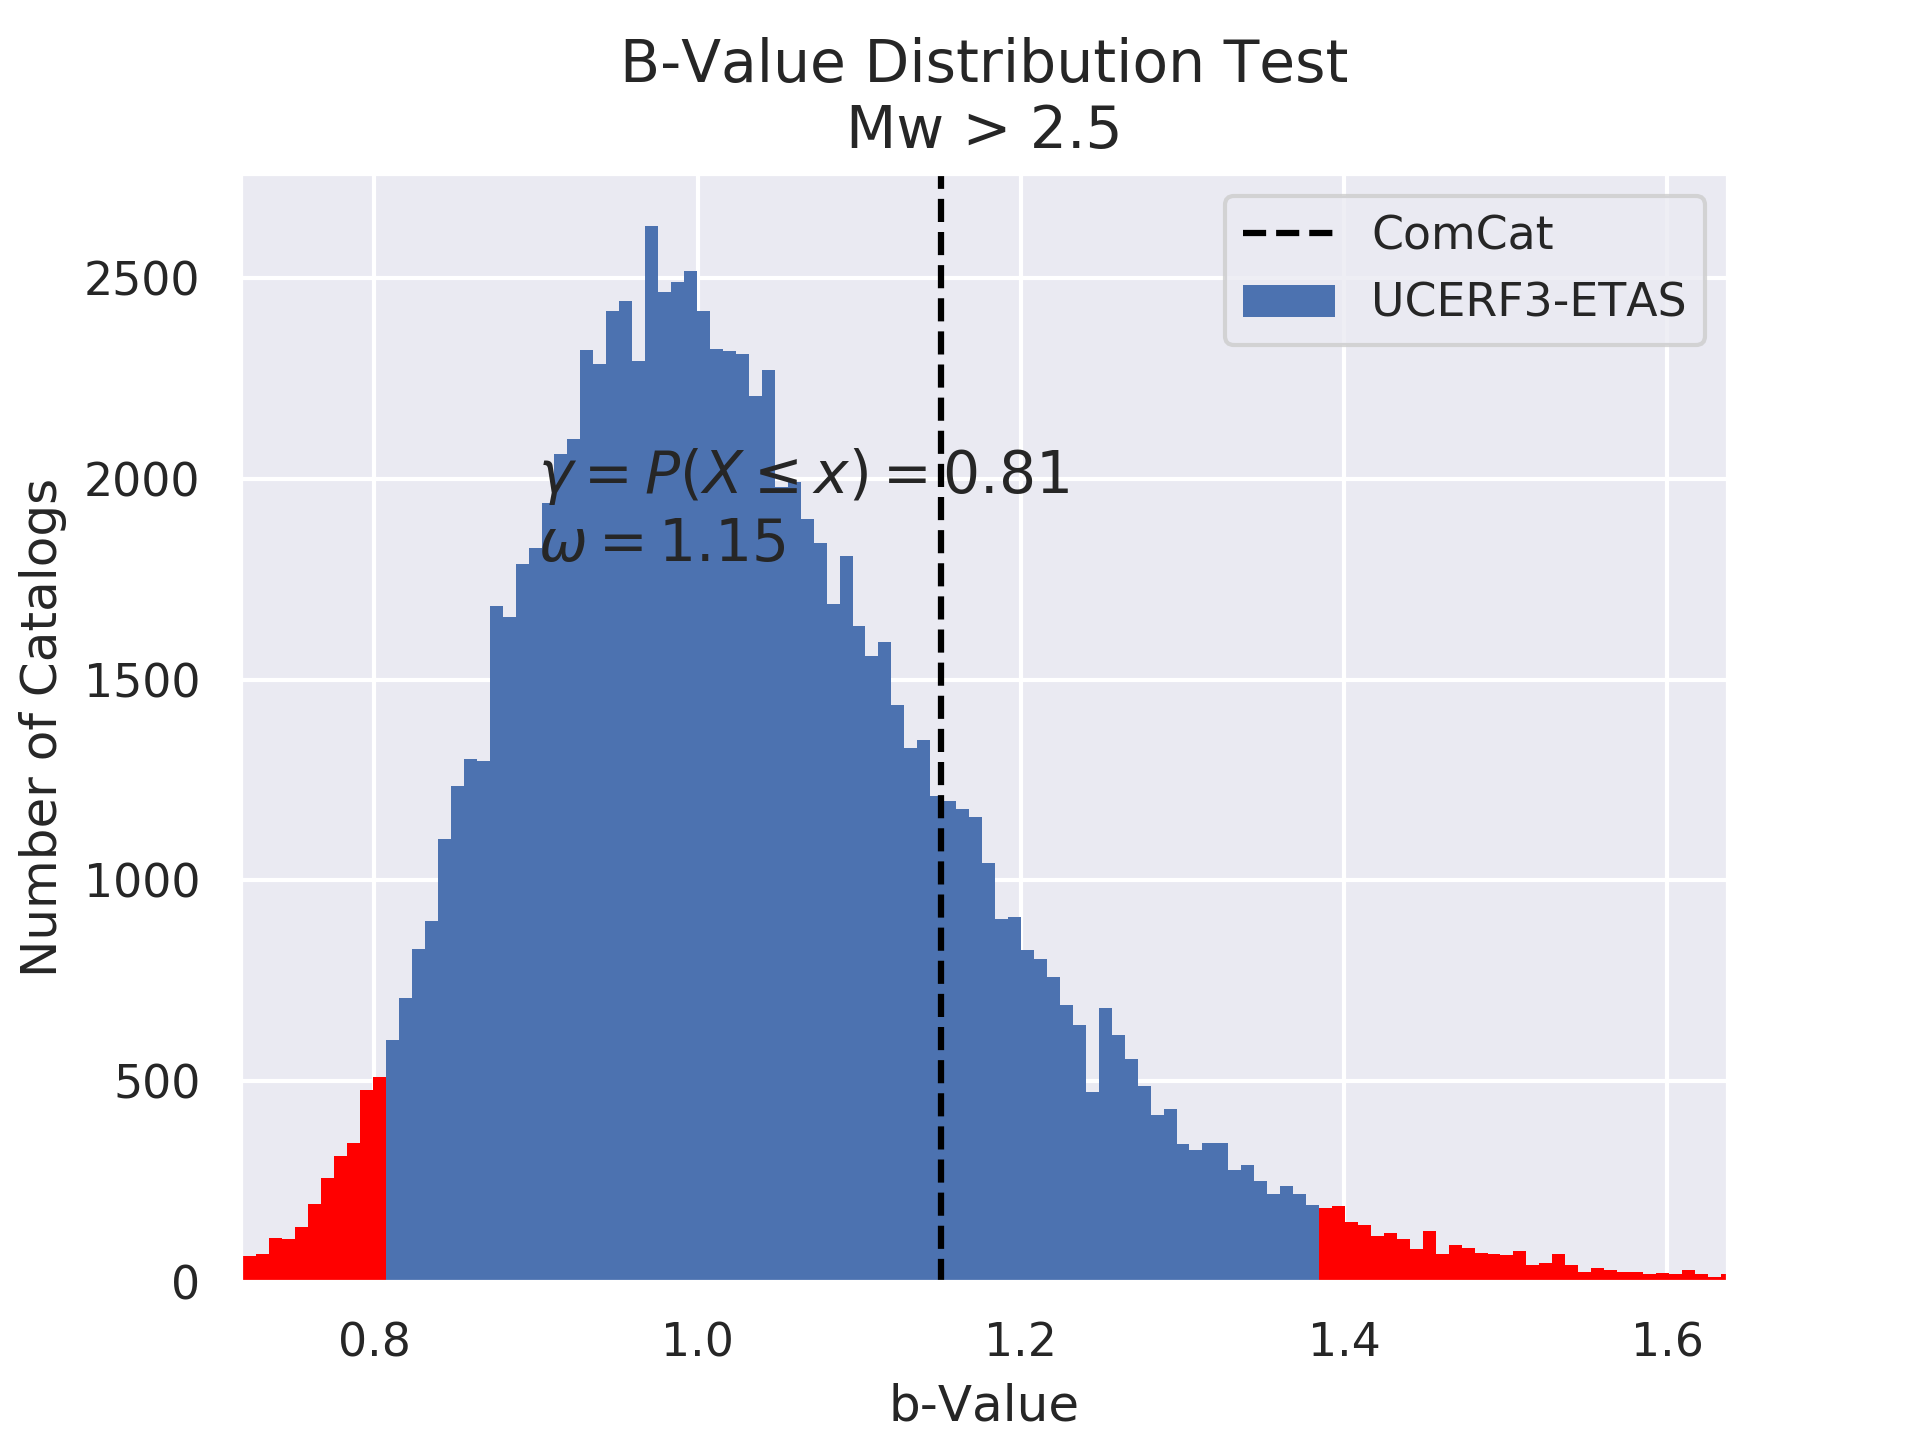 B-Value Distribution Test
Mw > 2.5
ComCat
UCERF3-ETAS
γ = P(X ≤ x) = 0.81
ω = 1.15
Number of Catalogs
2500
2000
1500
1000
500
0
0.8 1.0 1.2 1.4 1.6
b-Value